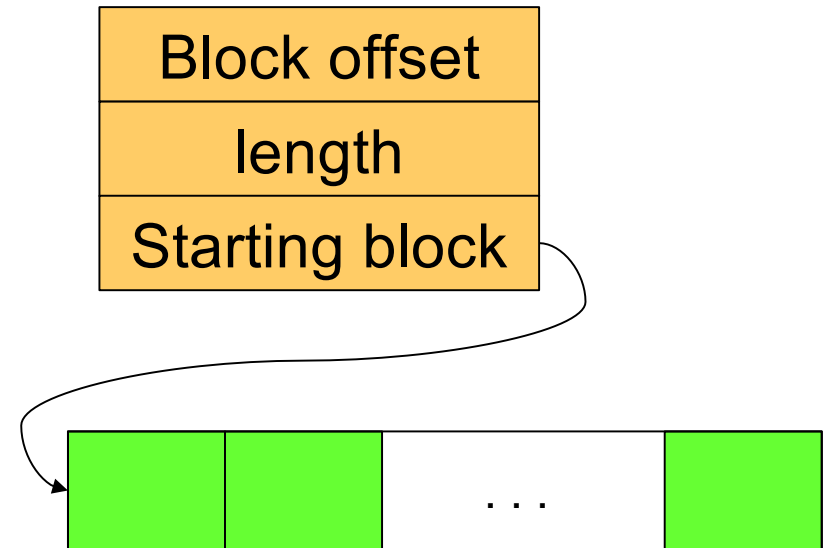 Block offset
length
Starting block
. . .